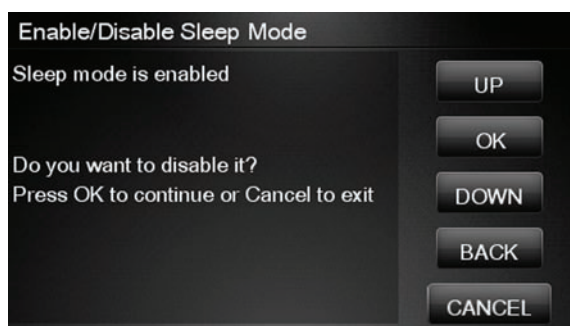 Enable/Disable Sleep Mode
Sleep mode is enabled
Do you want to disable it?
Press OK to continue or Cancel to exit
UP
OK
DOWN
BACK
CANCEL